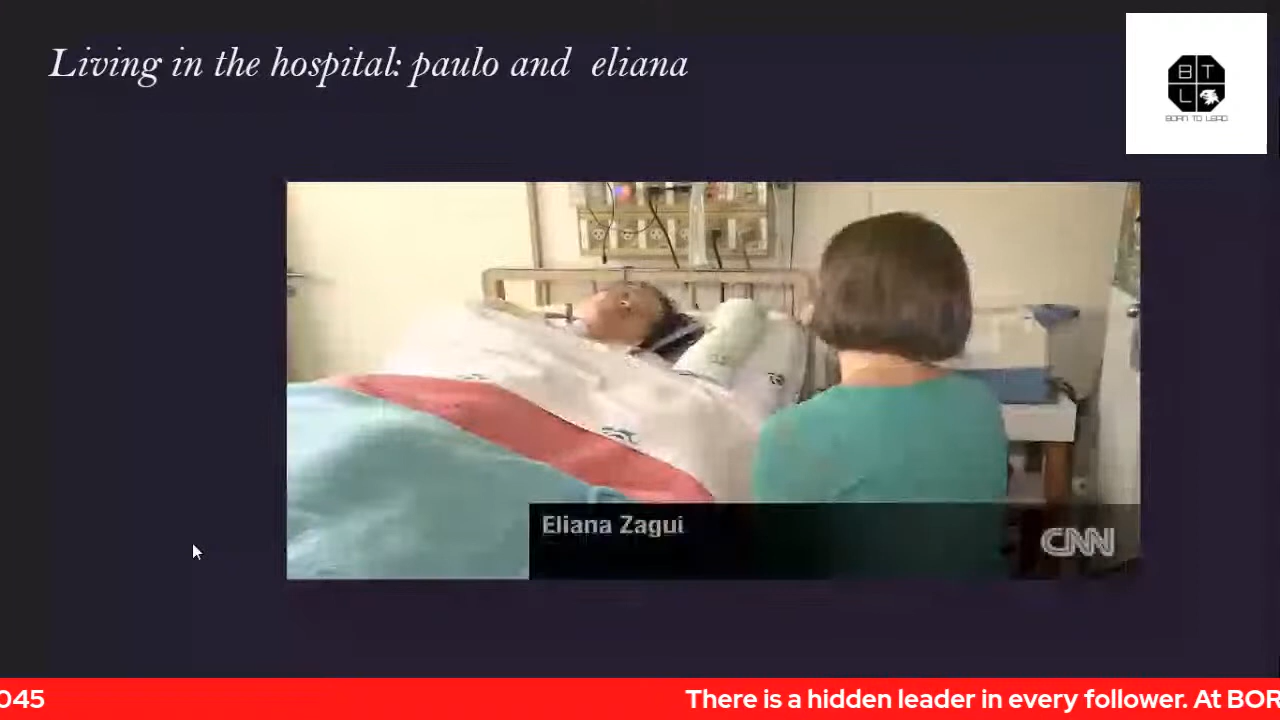 Living in the hospital: paulo and eliana
B T
L
BORN TO LEAD
Eliana Zagui
CNN
045
There is a hidden leader in every follower. At BOR